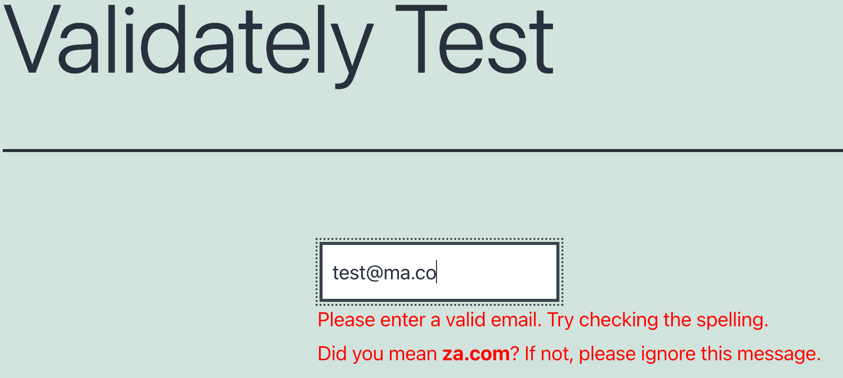 Validately Test
test@ma.co
Please enter a valid email. Try checking the spelling.
Did you mean za.com? If not, please ignore this message.